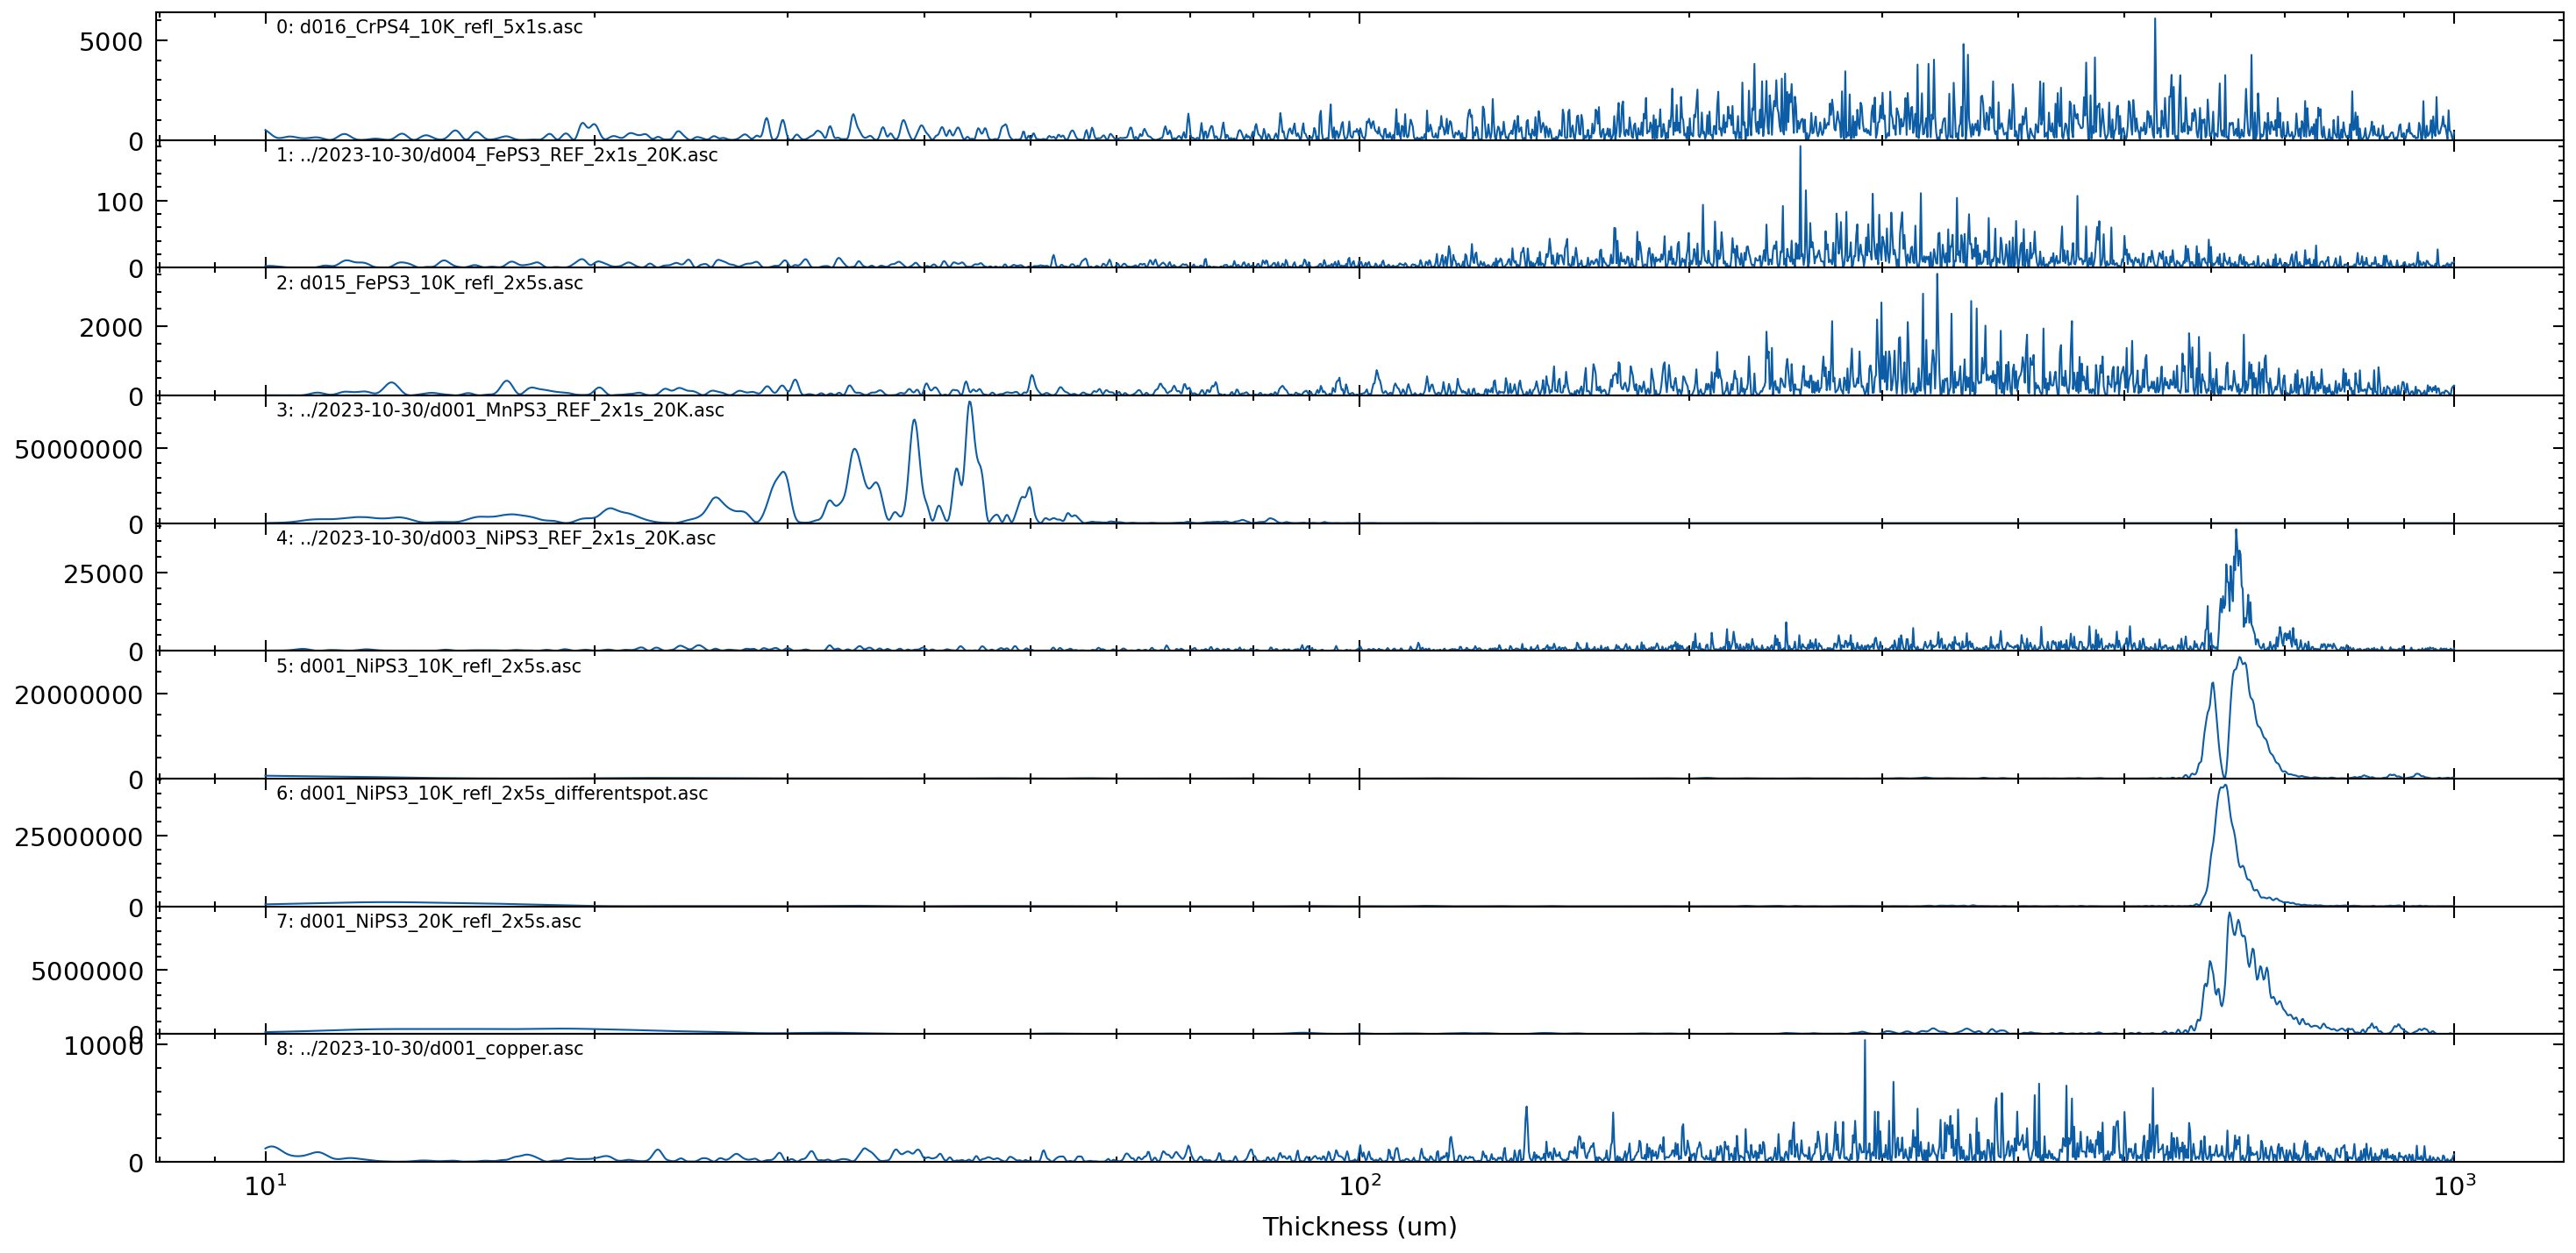 5000
0
0: d016_CrPS4_10K_refl_5x1s.asc
100
0
1: ../2023-10-30/d004_FePS3_REF_2x1s_20K.asc
2000
0
2: d015_FePS3_10K_refl_2x5s.asc
50000000
0
3: ../2023-10-30/d001_MnPS3_REF_2x1s_20K.asc
25000
0
4: ../2023-10-30/d003_NiPS3_REF_2x1s_20K.asc
20000000
0
5: d001_NiPS3_10K_refl_2x5s.asc
25000000
0
6: d001_NiPS3_10K_refl_2x5s_differentspot.asc
5000000
0
7: d001_NiPS3_20K_refl_2x5s.asc
10000
0
8: ../2023-10-30/d001_copper.asc
10¹ 10² 10³
Thickness (um)